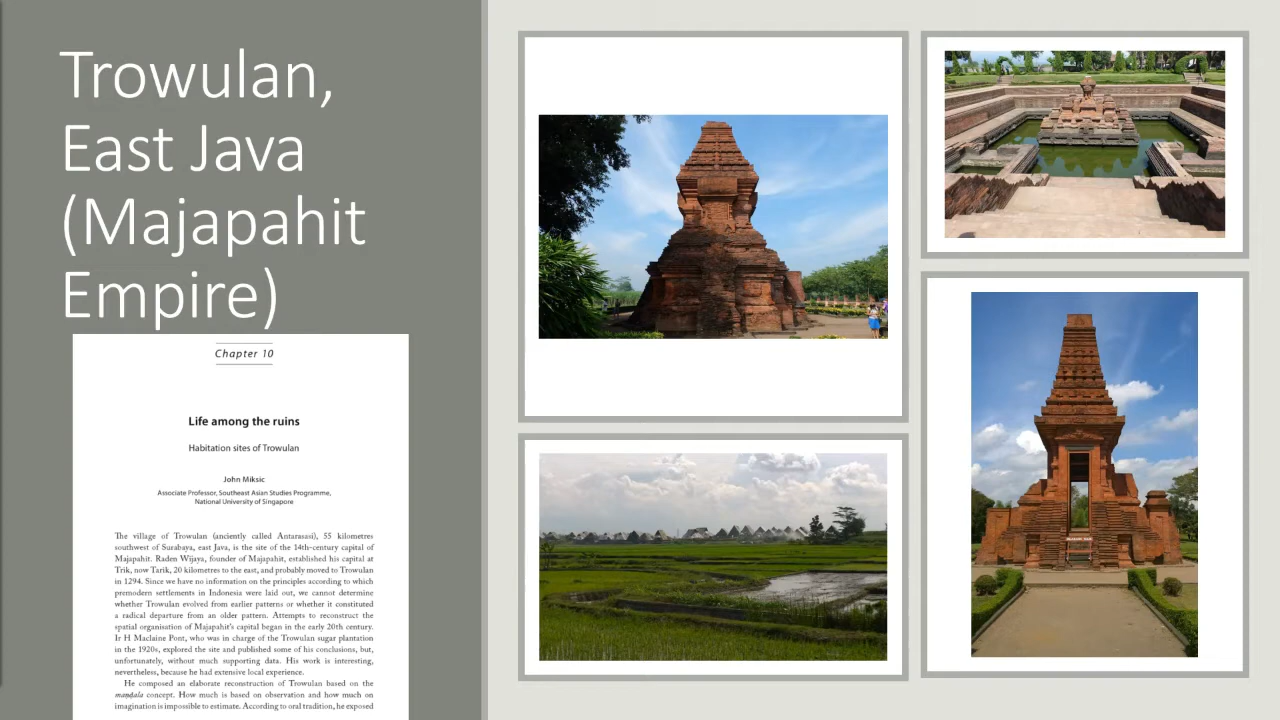 Trowulan,
East Java
(Majapahit
Empire)
Chapter 10
Life among the ruins
Habitation sites of Trowulan
John Miksic
Associate Professor, Southeast Asian Studies Programme,
National University of Singapore
The village of Trowulan (anciently called Antarasasi), 55 kilometres
southwest of Surabaya, east Java, is the site of the 14th-century capital of
Majapahit. Raden Wijaya, founder of Majapahit, established his capital at
Trik, now Tarik, 20 kilometres to the east, and probably moved to Trowulan
in 1294. Since we have no information on the principles according to which
premodern settlements in Indonesia were laid out, we cannot determine
whether Trowulan evolved from earlier patterns or whether it constituted
a radical departure from an older pattern. Attempts to reconstruct the
spatial organisation of Majapahit's capital began in the early 20th century.
Ir H Maclaine Pont, who was in charge of the Trowulan sugar plantation
in the 1920s, explored the site and published some of his conclusions, but,
unfortunately, without much supporting data. His work is interesting,
nevertheless, because he had extensive local experience.
He composed an elaborate reconstruction of Trowulan based on the
mandala concept. How much is based on observation and how much on
imagination is impossible to estimate. According to oral tradition, he exposed